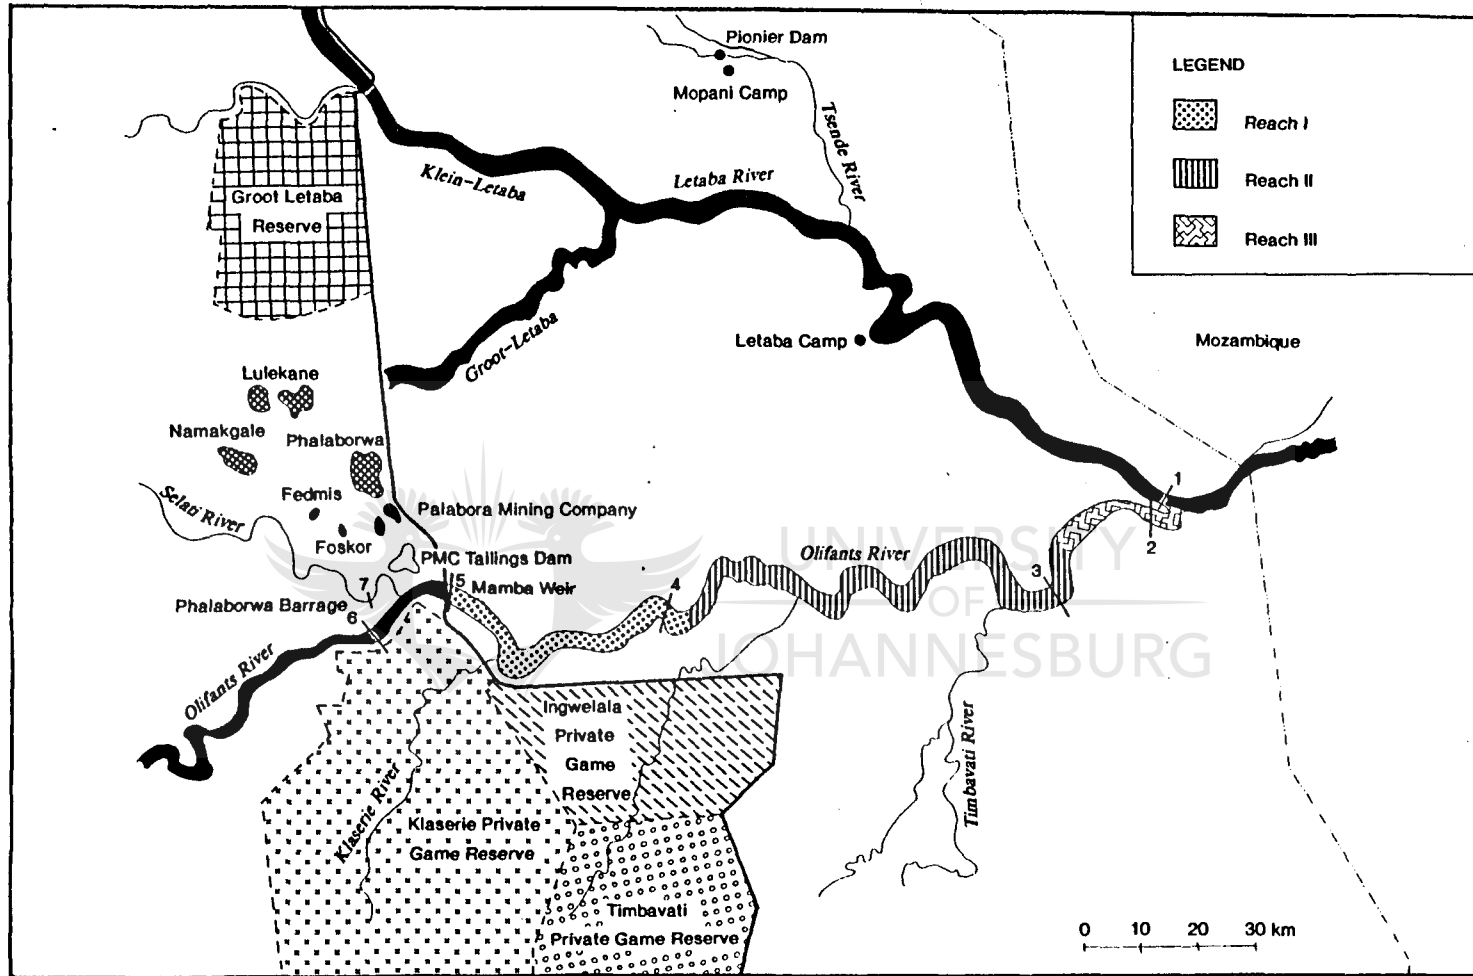 Pionier Dam
Mopani Camp
Tsende River
LEGEND
Reach I
Reach II
Reach III
Klein-Letaba
Letaba River
Groot Letaba
Reserve
Groot-Letaba
Letaba Camp
Mozambique
Lulekane
Namakgale
Phalaborwa
Selati River
Fedmis
Palabora Mining Company
Foskor
PMC Tailings Dam
7
5
Mamba Weir
Phalaborwa Barrage
6
4
Olifants River
3
1
2
UNIVERSITY
OF
JOHANNESBURG
Olifants River
Ingwelala
Private
Game
Reserve
Klaserie River
Klaserie Private
Game Reserve
Timbavati River
Timbavati
Private Game Reserve
0 10 20 30 km